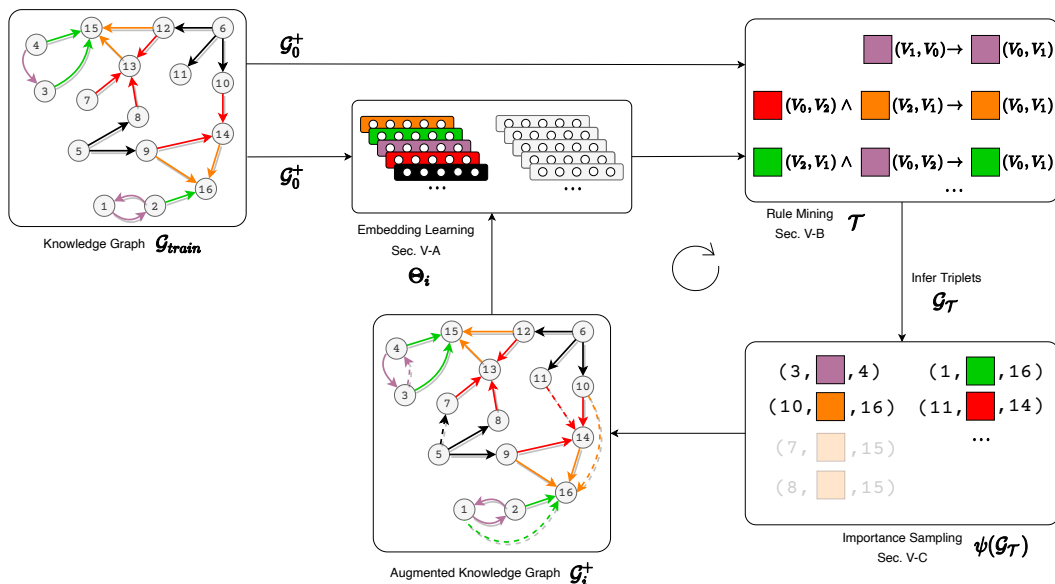 15
12
6
4
13
11
10
3
7
8
14
5
9
16
1
2
Knowledge Graph 𝒢train
𝒢0+
𝒢0+
...
...
Embedding Learning
Sec. V-A
Θi
(V1, V0) → (V0, V1)
(V0, V2) ∧ (V2, V1) → (V0, V1)
(V2, V1) ∧ (V0, V2) → (V0, V1)
...
Rule Mining
Sec. V-B
𝒯
Infer Triplets
𝒢𝒯
(3, ,4) (1, ,16)
(10, ,16) (11, ,14)
(7, ,15) ...
(8, ,15)
Importance Sampling
Sec. V-C
ψ(𝒢𝒯)
15
12
6
4
13
11
10
3
7
8
14
5
9
16
1
2
Augmented Knowledge Graph 𝒢i+